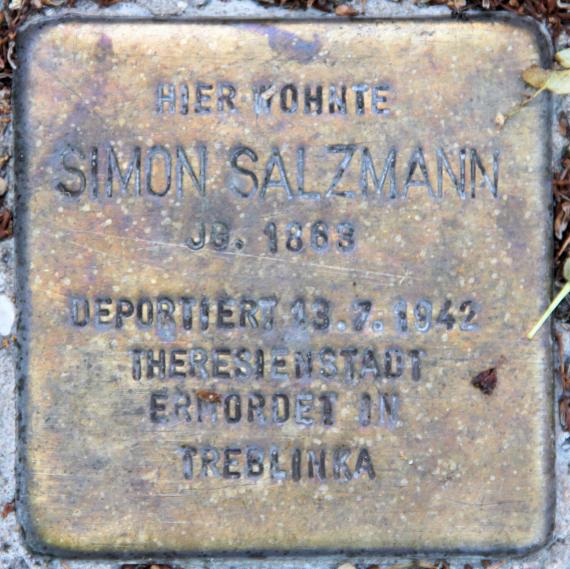 HIER WOHNTE
SIMON SALZMANN
JG. 1863
DEPORTIERT 13.7.1942
THERESIENSTADT
ERMORDET IN
TREBLINKA